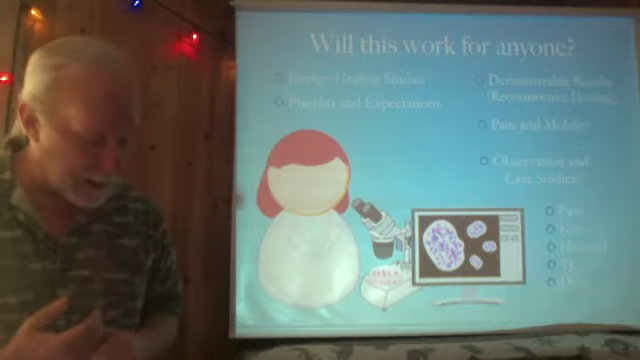 Will this work for anyone?
Energy Healing Studies
Placebo and Expectations
Demonstrable Results
(Reconnective Healing)
Pain and Mobility
Observation and
Case Studies
Pain